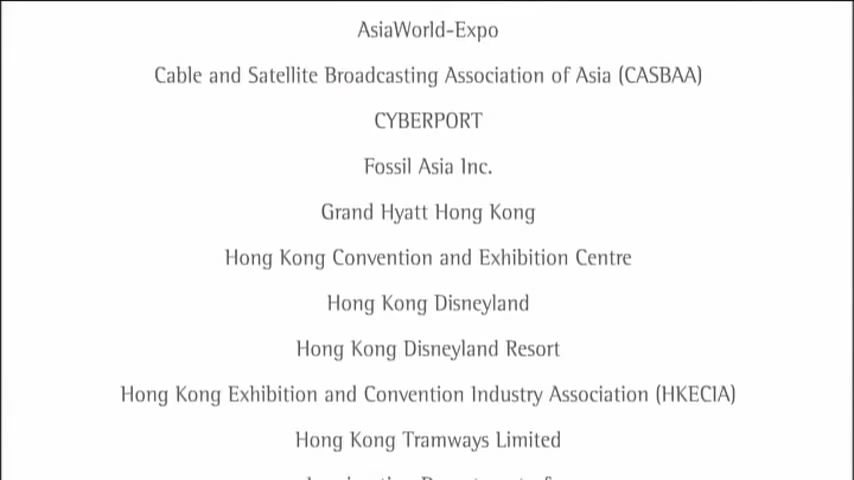 AsiaWorld-Expo
Cable and Satellite Broadcasting Association of Asia (CASBAA)
CYBERPORT
Fossil Asia Inc.
Grand Hyatt Hong Kong
Hong Kong Convention and Exhibition Centre
Hong Kong Disneyland
Hong Kong Disneyland Resort
Hong Kong Exhibition and Convention Industry Association (HKECIA)
Hong Kong Tramways Limited